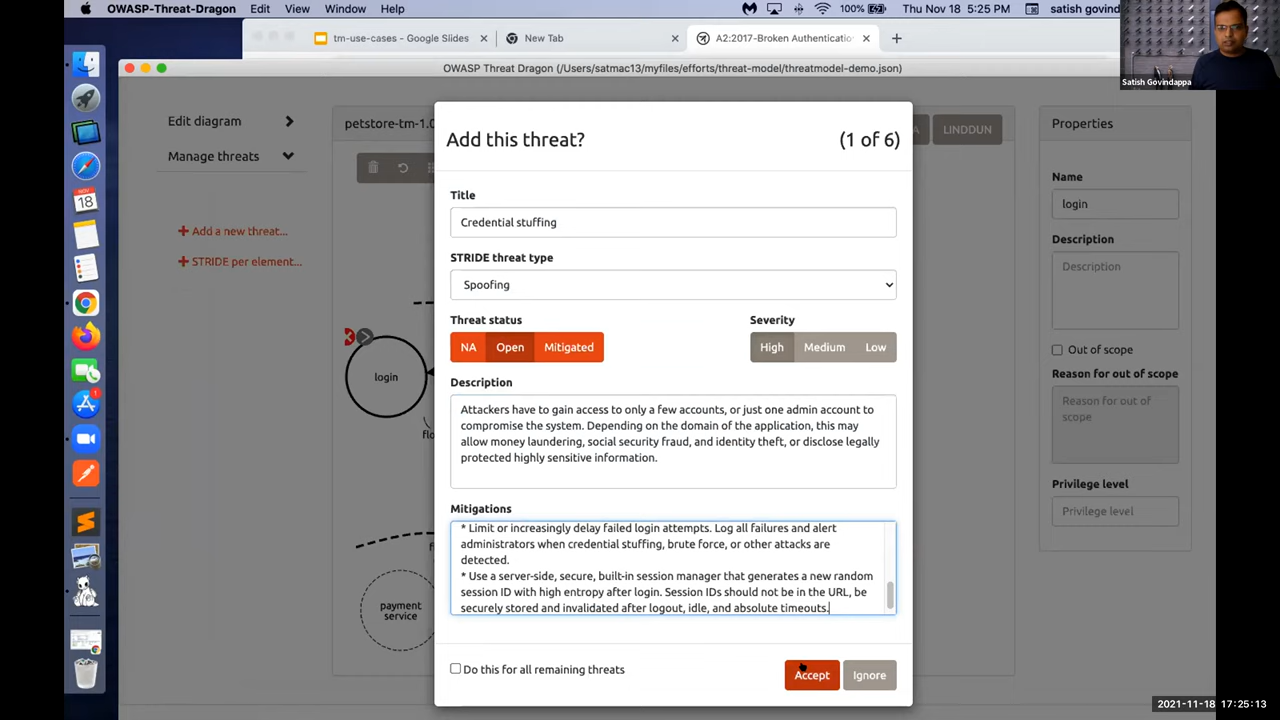 OWASP-Threat-Dragon Edit View Window Help 100% Thu Nov 18 5:25 PM satish govind
tm-use-cases - Google Slides
New Tab
A2:2017-Broken Authentication
OWASP Threat Dragon (/Users/satmac13/myfiles/efforts/threat-model/threatmodel-demo.json)
Satish Govindappa
Edit diagram
Manage threats
Add a new threat...
STRIDE per element...
petstore-tm-1.0
A
LINDDUN
login
flo
f
payment
service
Add this threat? (1 of 6)
Title
Credential stuffing
STRIDE threat type
Spoofing
Threat status
Severity
NA Open Mitigated
High Medium Low
Description
Attackers have to gain access to only a few accounts, or just one admin account to
compromise the system. Depending on the domain of the application, this may
allow money laundering, social security fraud, and identity theft, or disclose legally
protected highly sensitive information.
Mitigations
* Limit or increasingly delay failed login attempts. Log all failures and alert
administrators when credential stuffing, brute force, or other attacks are
detected.
* Use a server-side, secure, built-in session manager that generates a new random
session ID with high entropy after login. Session IDs should not be in the URL, be
securely stored and invalidated after logout, idle, and absolute timeouts.
Do this for all remaining threats
Accept
Ignore
Properties
Name
login
Description
Description
Out of scope
Reason for out of scope
Reason for out of
scope
Privilege level
Privilege level
NOV
18
1
2021-11-18 17:25:13